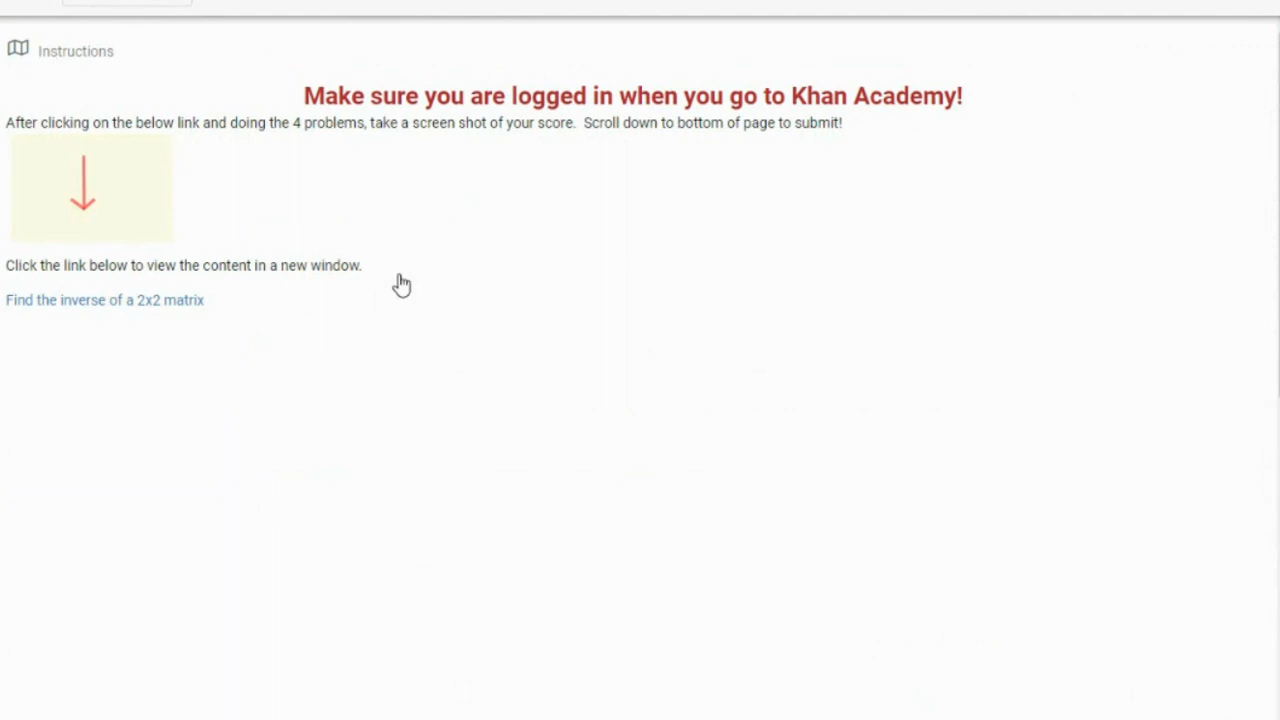 Instructions
Make sure you are logged in when you go to Khan Academy!
After clicking on the below link and doing the 4 problems, take a screen shot of your score.  Scroll down to bottom of page to submit!
Click the link below to view the content in a new window.
Find the inverse of a 2x2 matrix